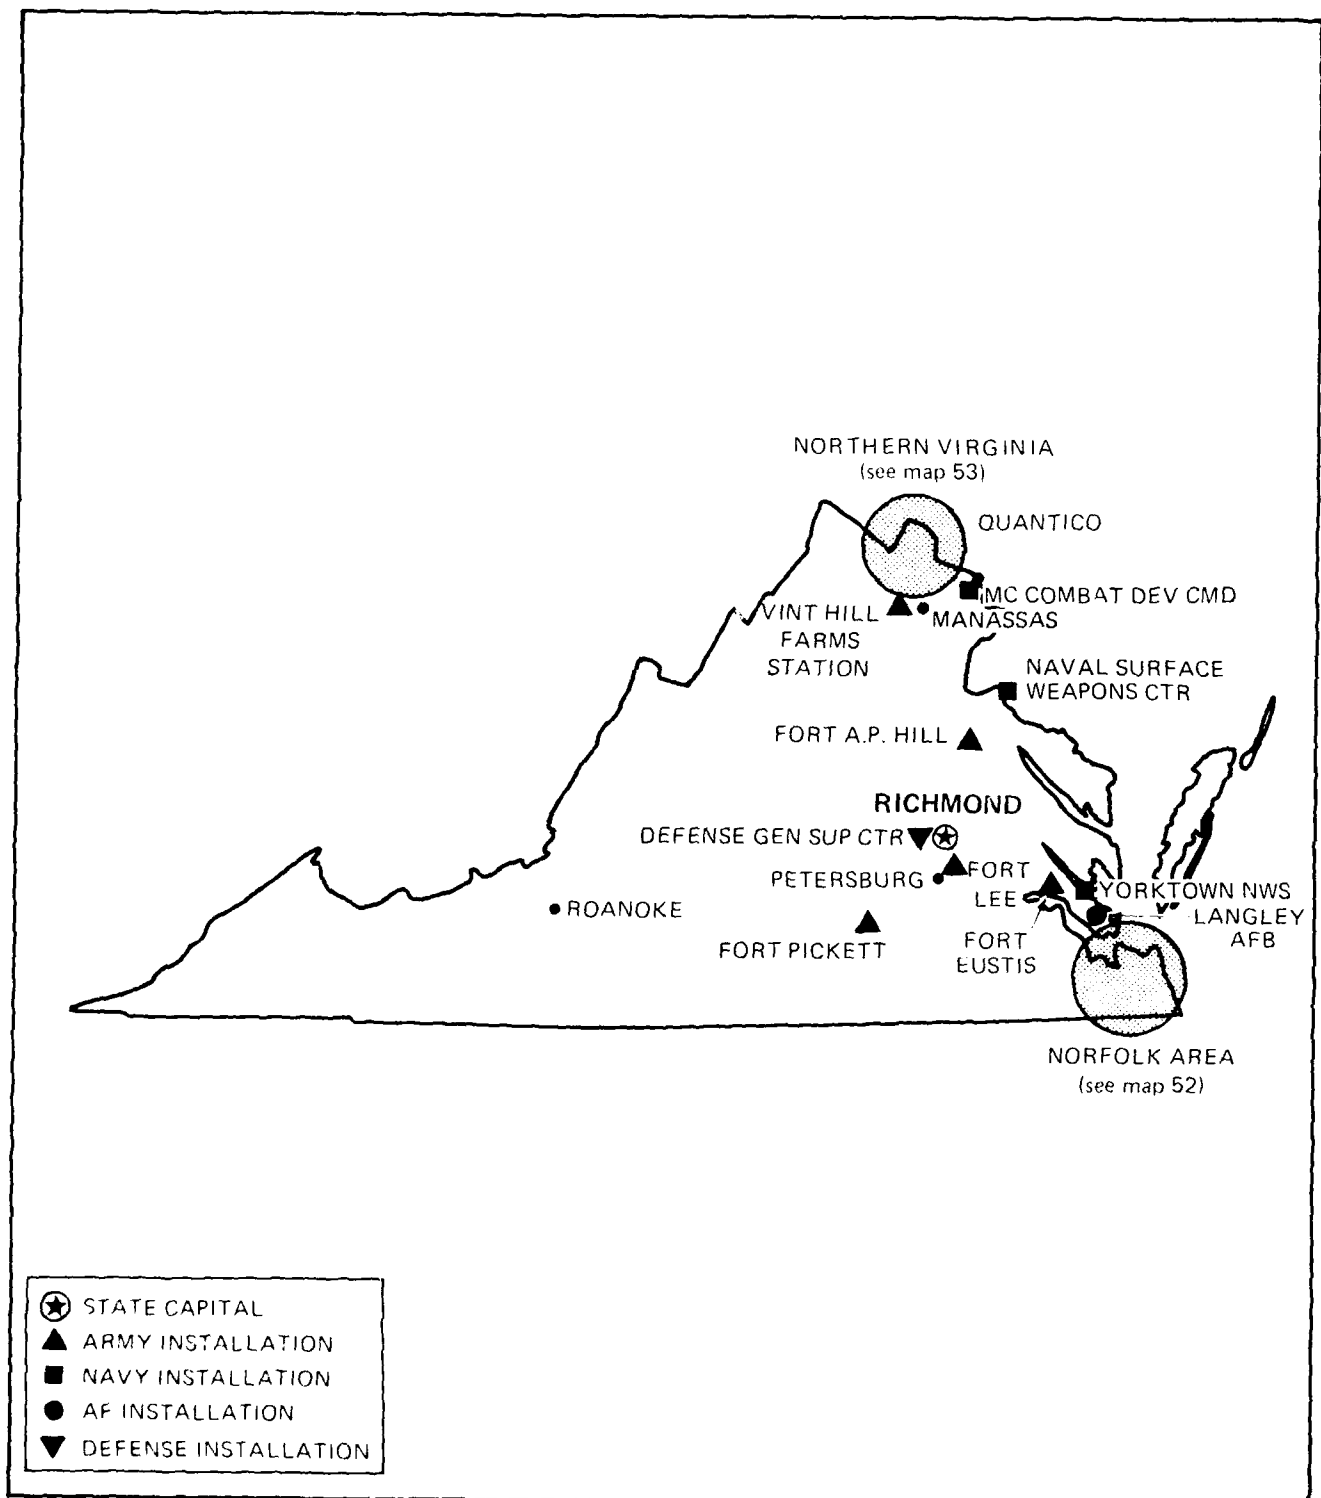 NORTHERN VIRGINIA
(see map 53)
QUANTICO
MC COMBAT DEV CMD
VINT HILL
FARMS
STATION
MANASSAS
NAVAL SURFACE
WEAPONS CTR
FORT A.P. HILL
RICHMOND
DEFENSE GEN SUP CTR
PETERSBURG
FORT
LEE
YORKTOWN NWS
ROANOKE
LANGLEY
AFB
FORT PICKETT
FORT
EUSTIS
NORFOLK AREA
(see map 52)
STATE CAPITAL
ARMY INSTALLATION
NAVY INSTALLATION
AF INSTALLATION
DEFENSE INSTALLATION